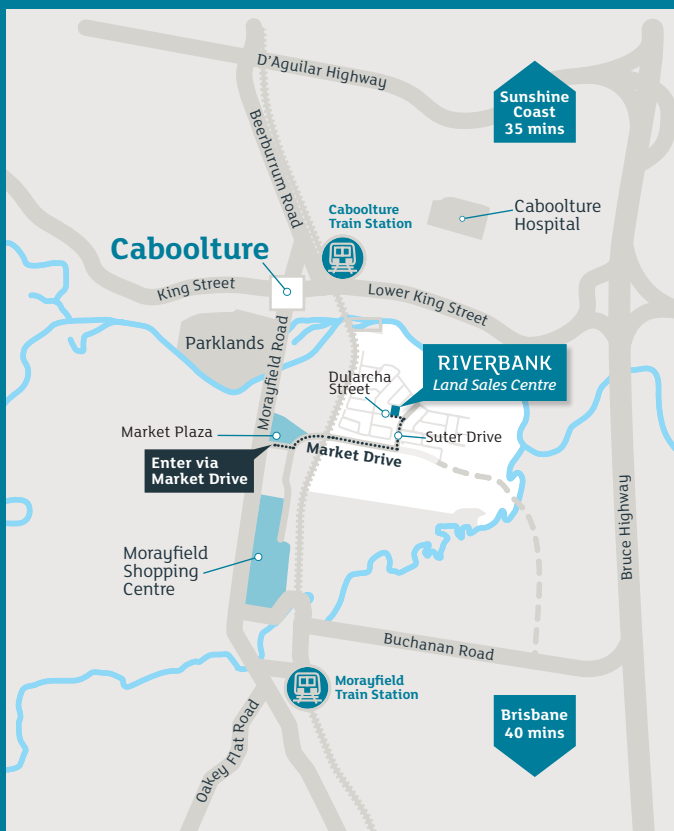 D'Aguilar Highway
Sunshine
Coast
35 mins
Beerburrum Road
Caboolture
Train Station
Caboolture
Hospital
Caboolture
King Street
Lower King Street
Parklands
Morayfield Road
RIVERBANK
Land Sales Centre
Dularcha
Street
Market Plaza
Suter Drive
Market Drive
Enter via
Market Drive
Bruce Highway
Morayfield
Shopping
Centre
Buchanan Road
Morayfield
Train Station
Oakey Flat Road
Brisbane
40 mins